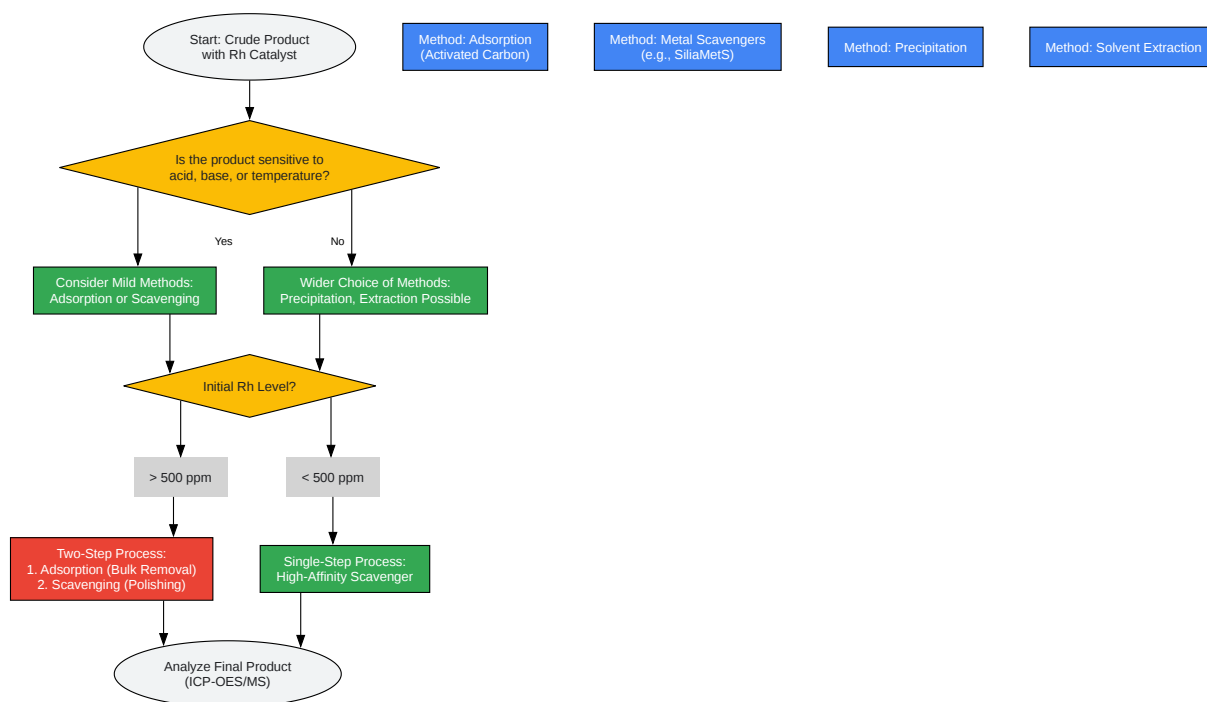 Start: Crude Product
with Rh Catalyst
Method: Adsorption
(Activated Carbon)
Method: Metal Scavengers
(e.g., SiliaMetS)
Method: Precipitation
Method: Solvent Extraction
Is the product sensitive to
acid, base, or temperature?
Yes
No
Consider Mild Methods:
Adsorption or Scavenging
Wider Choice of Methods:
Precipitation, Extraction Possible
Initial Rh Level?
> 500 ppm
< 500 ppm
Two-Step Process:
1. Adsorption (Bulk Removal)
2. Scavenging (Polishing)
Single-Step Process:
High-Affinity Scavenger
Analyze Final Product
(ICP-OES/MS)